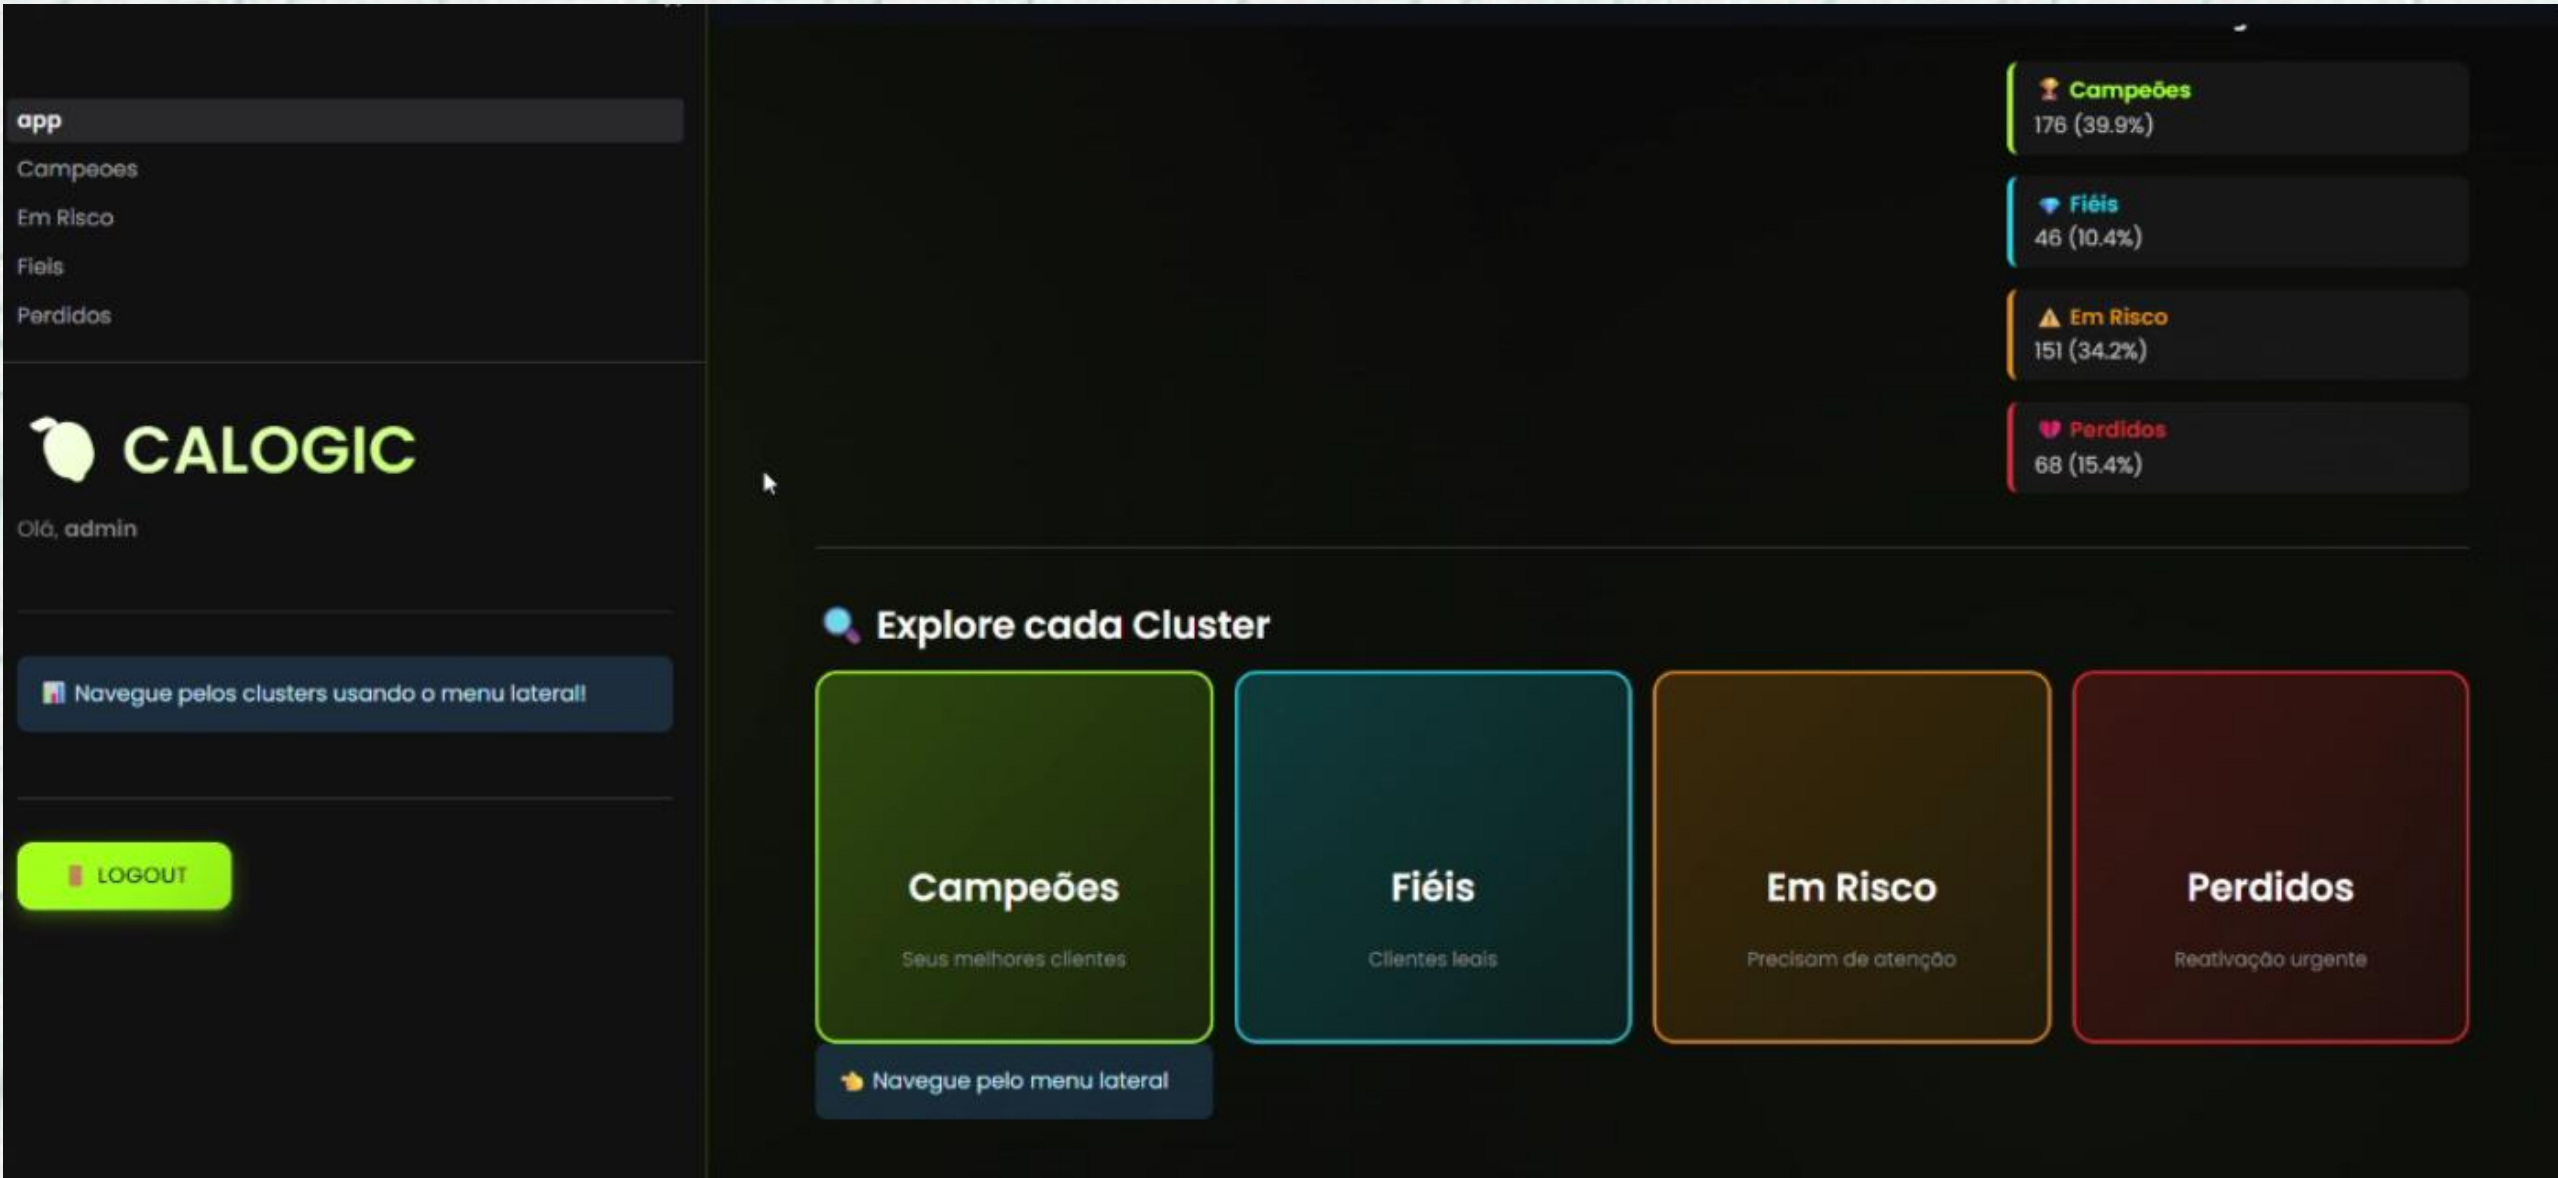 app
Campeoes
Em Risco
Fieis
Perdidos
CALOGIC
Olá, admin
Navegue pelos clusters usando o menu lateral!
LOGOUT
Campeões
176 (39.9%)
Fiéis
46 (10.4%)
Em Risco
151 (34.2%)
Perdidos
68 (15.4%)
Explore cada Cluster
Campeões
Seus melhores clientes
Fiéis
Clientes leais
Em Risco
Precisam de atenção
Perdidos
Reativação urgente
Navegue pelo menu lateral